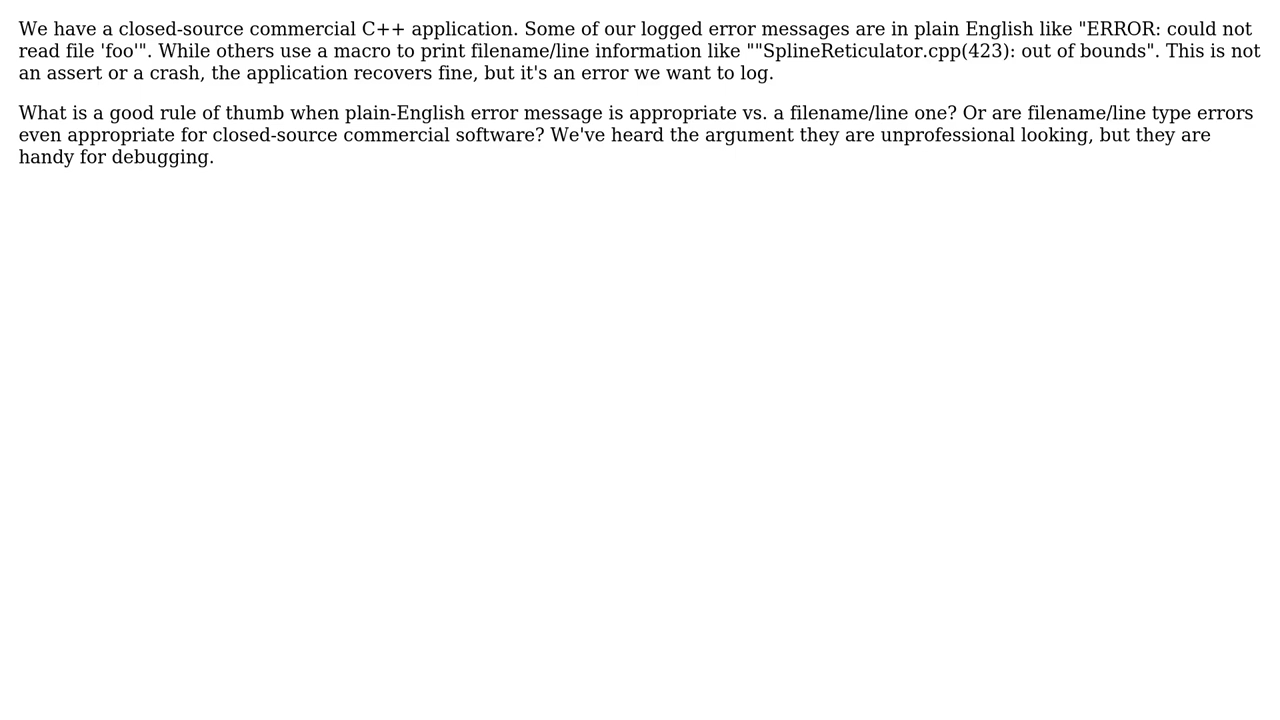 We have a closed-source commercial C++ application. Some of our logged error messages are in plain English like "ERROR: could not
read file 'foo'". While others use a macro to print filename/line information like ""SplineReticulator.cpp(423): out of bounds". This is not
an assert or a crash, the application recovers fine, but it's an error we want to log.
What is a good rule of thumb when plain-English error message is appropriate vs. a filename/line one? Or are filename/line type errors
even appropriate for closed-source commercial software? We've heard the argument they are unprofessional looking, but they are
handy for debugging.